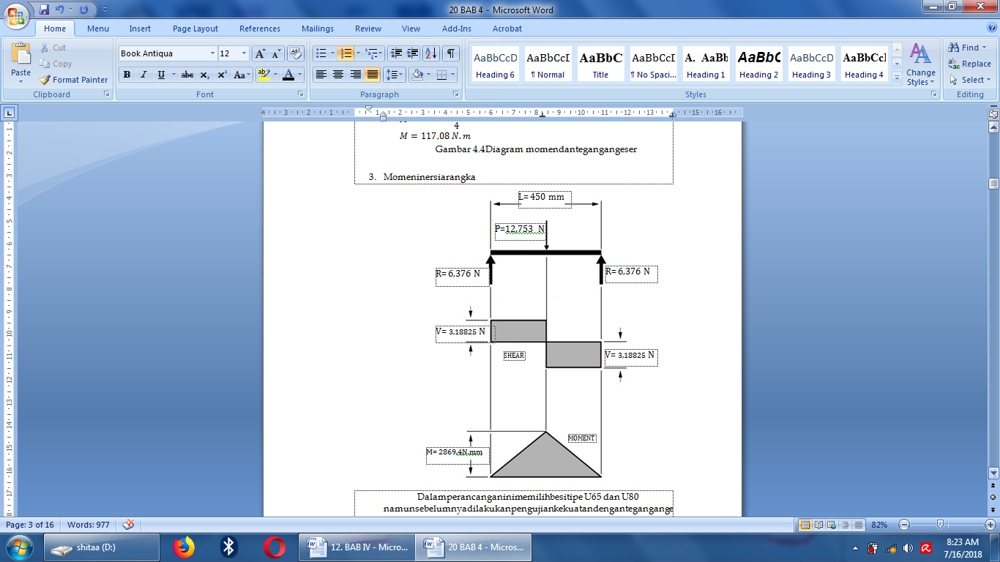 20 BAB 4 - Microsoft Word
Home Menu Insert Page Layout References Mailings Review View Add-Ins Acrobat
Paste
Cut
Copy
Format Painter
Clipboard
Book Antiqua 12
B I U abc x₂ x² Aa
Font
Paragraph
AaBbCcD AaBbCcI AaBbC AaBbCcI A. AaBb AaBbC AaBbCcD AaBbCc
Heading 6 ¶ Normal Title ¶ No Spaci... Heading 1 Heading 2 Heading 3 Heading 4
Change Styles
Styles
Find
Replace
Select
Editing
4 3 2 1 1 2 3 4 5 6 7 8 9 10 11 12 13 14 15 16
4
M = 117,08 N.m
Gambar 4.4Diagram momendantegangangeser
3. Momeninersiarangka
L= 450 mm
P=12,753 N
R= 6,376 N
R= 6,376 N
V= 3,18825 N
SHEAR
V= 3,18825 N
MOMENT
M= 2869,4N.mm
Dalamperancanganinimemilihbesitipe U65 dan U80
namunsebelumnyadilakukanpengujiankekuatandengantegangange
Page: 3 of 16 Words: 977 82%
shitaa (D:)
12. BAB IV - Micro...
20 BAB 4 - Micros...
8:23 AM
7/16/2018